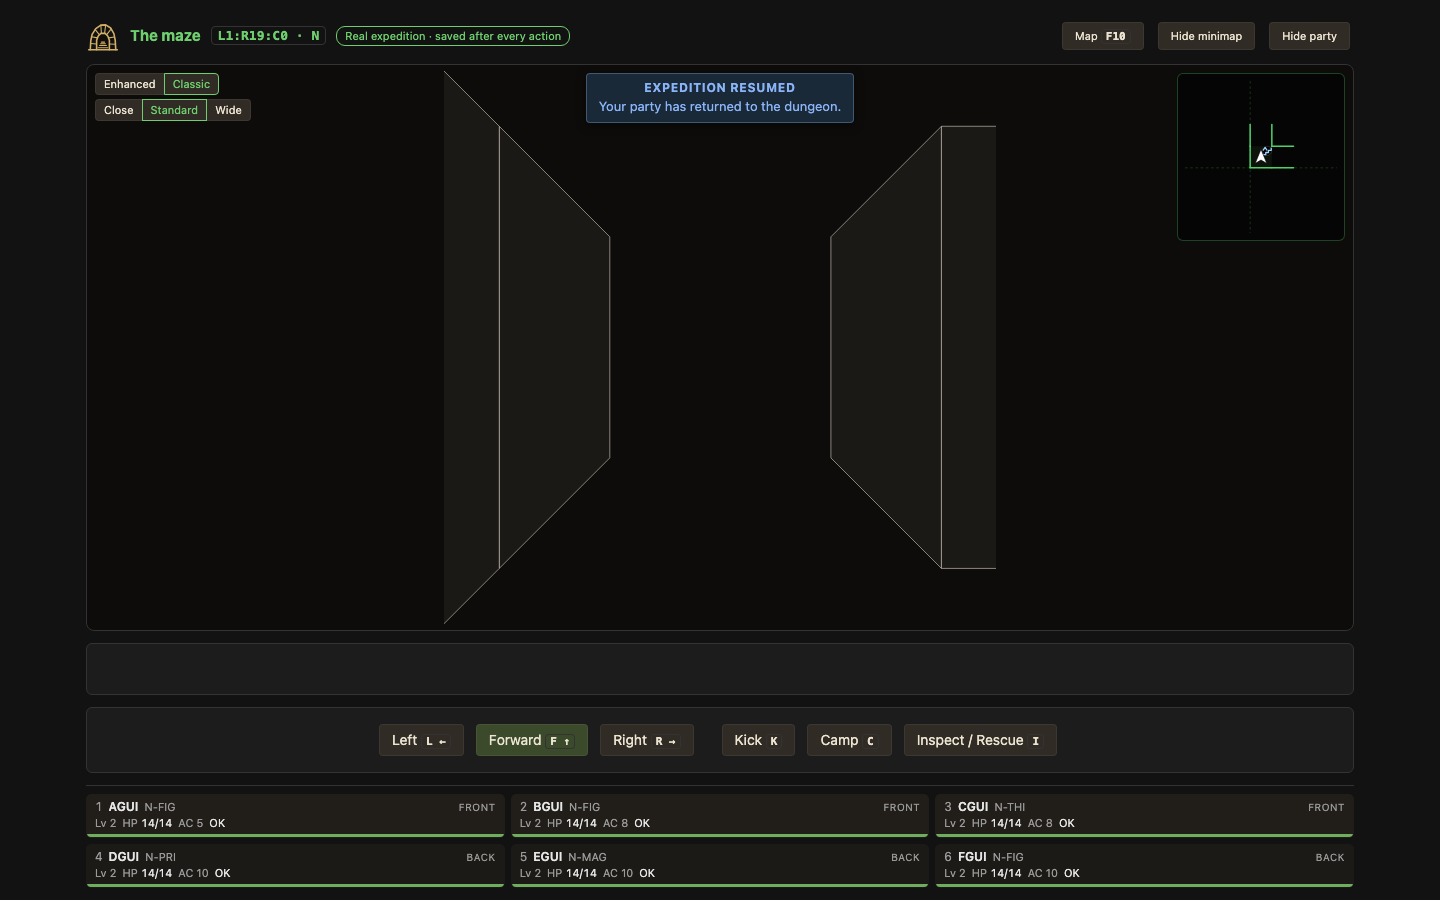 The maze L1:R19:C0 · N Real expedition · saved after every action Map F10 Hide minimap Hide party
Enhanced Classic
Close Standard Wide
EXPEDITION RESUMED
Your party has returned to the dungeon.
Left L ← Forward F ↑ Right R → Kick K Camp C Inspect / Rescue I
1 AGUI N-FIG FRONT
Lv 2 HP 14/14 AC 5 OK
2 BGUI N-FIG FRONT
Lv 2 HP 14/14 AC 8 OK
3 CGUI N-THI FRONT
Lv 2 HP 14/14 AC 8 OK
4 DGUI N-PRI BACK
Lv 2 HP 14/14 AC 10 OK
5 EGUI N-MAG BACK
Lv 2 HP 14/14 AC 10 OK
6 FGUI N-FIG BACK
Lv 2 HP 14/14 AC 10 OK